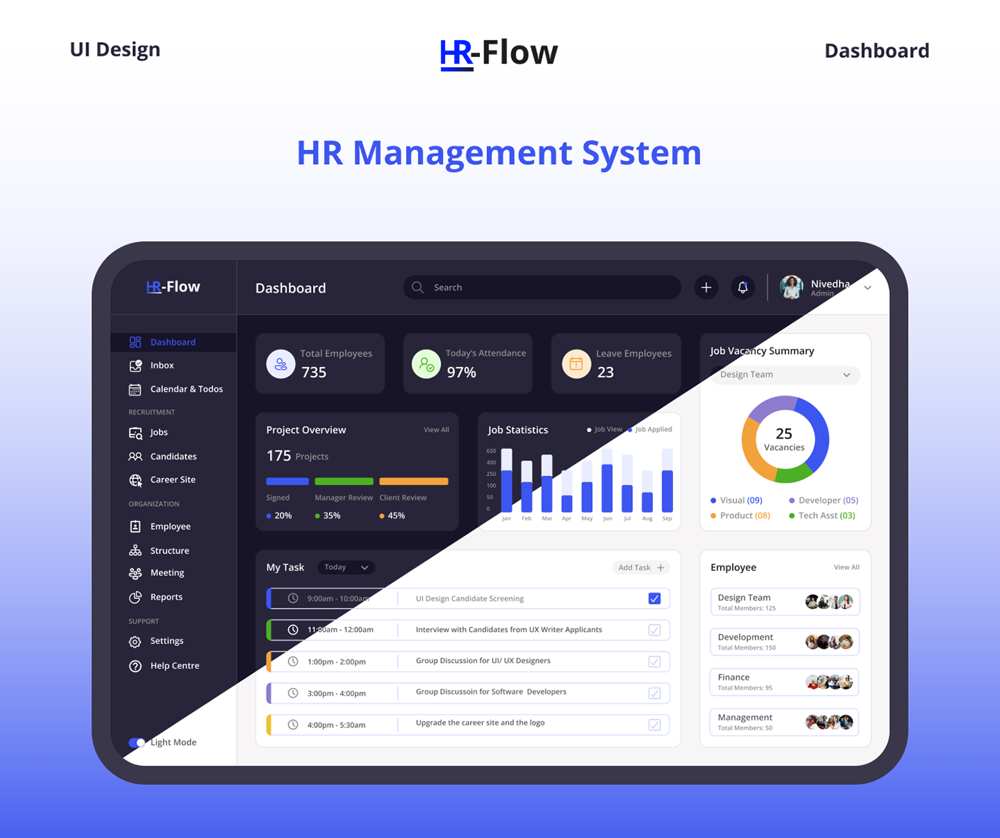 UI Design
HR-Flow
Dashboard
HR Management System
HR-Flow
Dashboard
Search
Nivedha
Admin
Dashboard
Inbox
Calendar & Todos
RECRUITMENT
Jobs
Candidates
Career Site
ORGANIZATION
Employee
Structure
Meeting
Reports
SUPPORT
Settings
Help Centre
Light Mode
Total Employees
735
Today's Attendance
97%
Leave Employees
23
Project Overview
View All
175 Projects
Signed
Manager Review
Client Review
20%
35%
45%
Job Statistics
Job View
Job Applied
650
400
250
100
50
0
Jan Feb Mar Apr May Jun Jul Aug Sep
Job Vacancy Summary
Design Team
25
Vacancies
Visual (09)
Developer (05)
Product (08)
Tech Asst (03)
My Task
Today
Add Task
9:00am - 10:00am
UI Design Candidate Screening
11:00am - 12:00am
Interview with Candidates from UX Writer Applicants
1:00pm - 2:00pm
Group Discussion for UI/ UX Designers
3:00pm - 4:00pm
Group Discussoin for Software Developers
4:00pm - 5:30am
Upgrade the career site and the logo
Employee
View All
Design Team
Total Members: 125
Development
Total Members: 150
Finance
Total Members: 95
Management
Total Members: 50